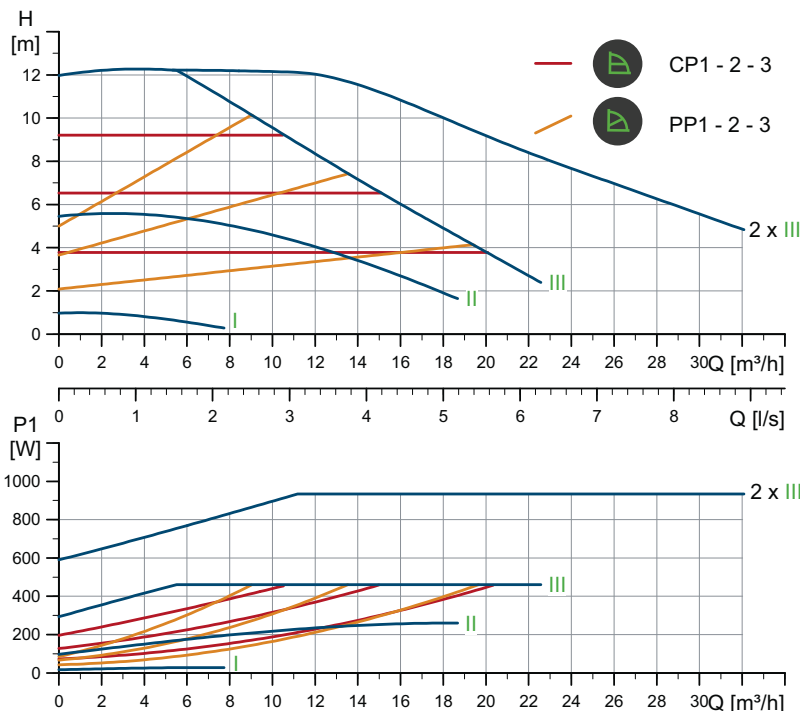 H
[m]
12
10
8
6
4
2
0
CP1 - 2 - 3
PP1 - 2 - 3
2 x III
III
II
I
0 2 4 6 8 10 12 14 16 18 20 22 24 26 28 30 Q [m³/h]
0 1 2 3 4 5 6 7 8 Q [l/s]
P1
[W]
1000
800
600
400
200
0
2 x III
III
II
I
0 2 4 6 8 10 12 14 16 18 20 22 24 26 28 30 Q [m³/h]